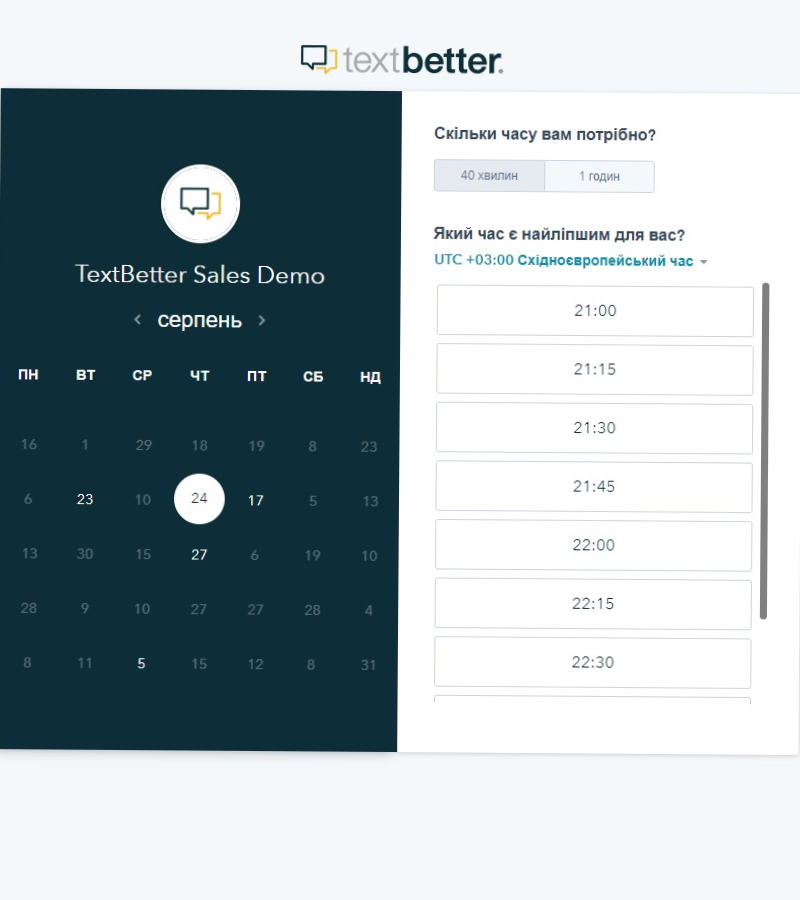 textbetter.
TextBetter Sales Demo
серпень
ПН ВТ СР ЧТ ПТ СБ НД
16 1 29 18 19 8 23
6 23 10 24 17 5 13
13 30 15 27 6 19 10
28 9 10 27 27 28 4
8 11 5 15 12 8 31
Скільки часу вам потрібно?
40 хвилин 1 годин
Який час є найліпшим для вас?
UTC +03:00 Східноєвропейський час
21:00
21:15
21:30
21:45
22:00
22:15
22:30